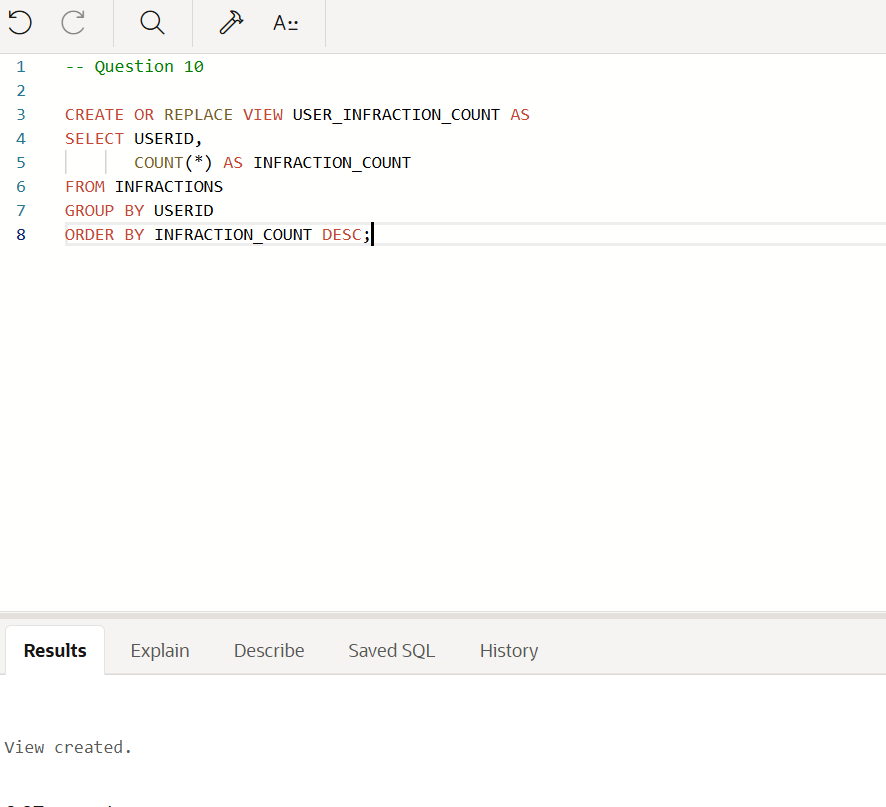 A::
1 -- Question 10
2
3 CREATE OR REPLACE VIEW USER_INFRACTION_COUNT AS
4 SELECT USERID,
5 COUNT(*) AS INFRACTION_COUNT
6 FROM INFRACTIONS
7 GROUP BY USERID
8 ORDER BY INFRACTION_COUNT DESC;
Results Explain Describe Saved SQL History
View created.